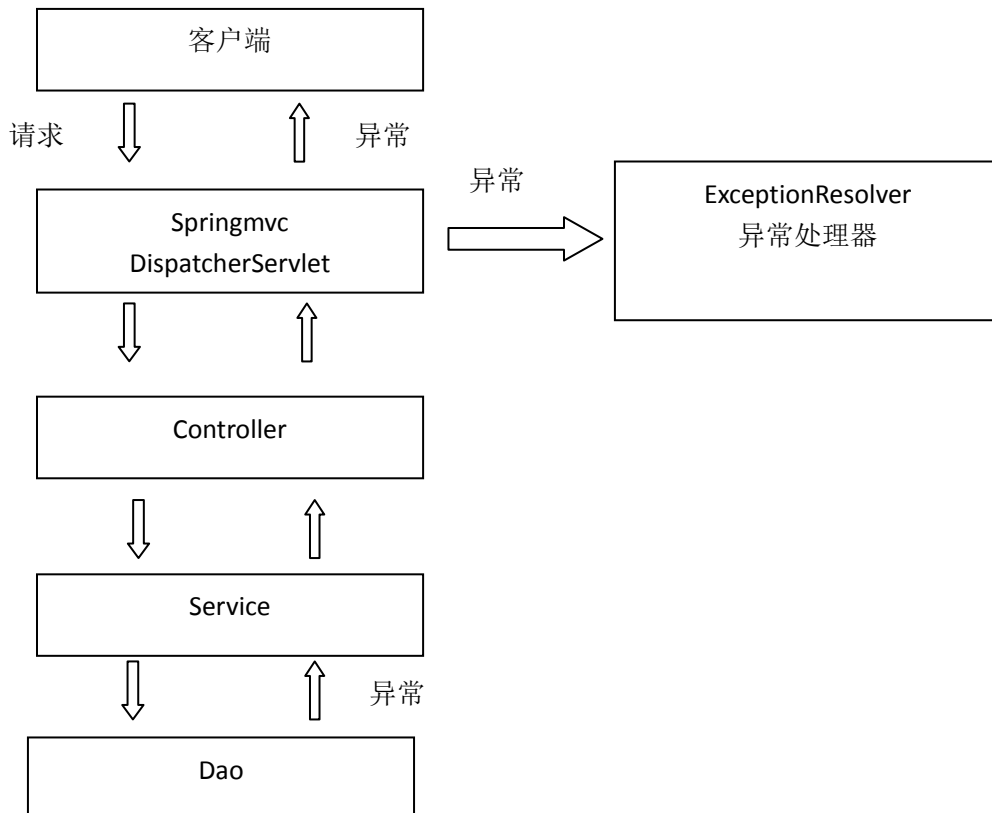 客户端
请求
异常
异常
Springmvc
DispatcherServlet
ExceptionResolver
异常处理器
Controller
Service
异常
Dao